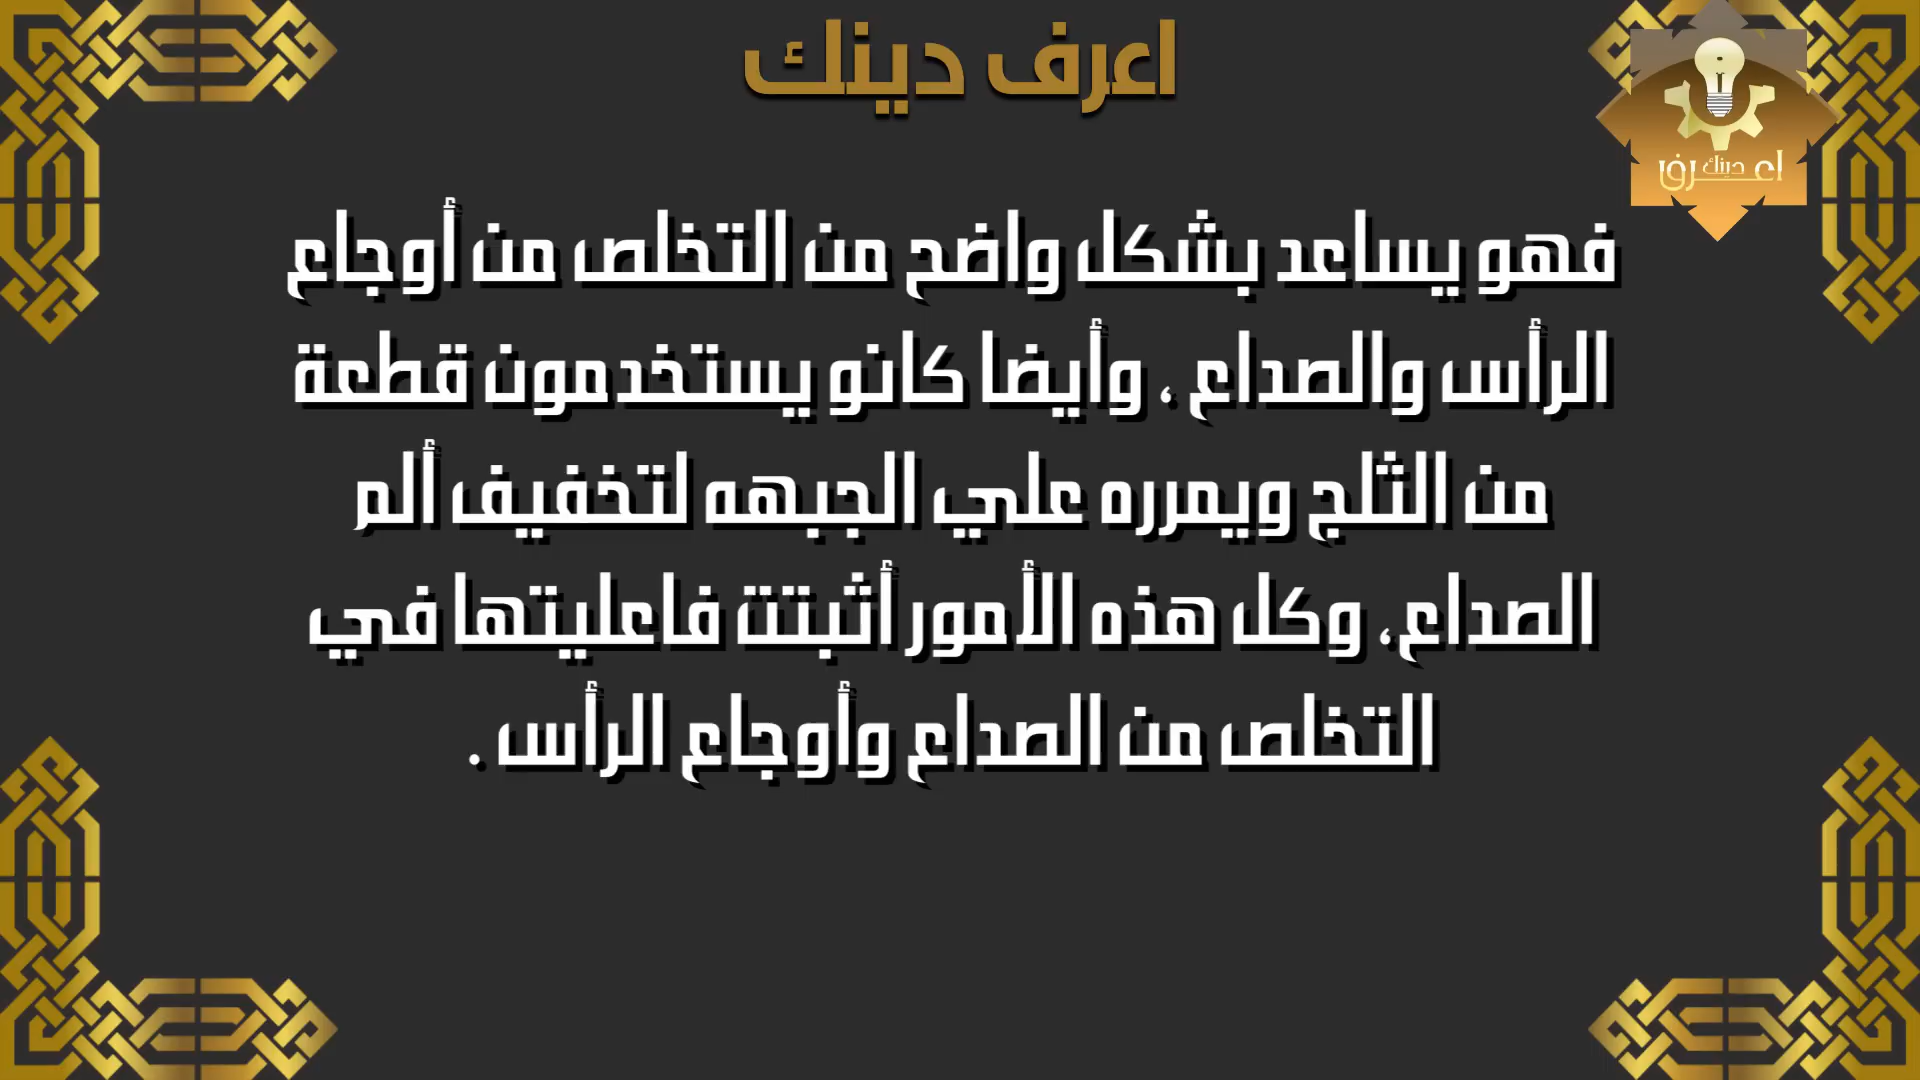 اعرف دينك
اعرف دينك
فهو يساعد بشكل واضح من التخلص من أوجاع
الرأس والصداع ، وأيضا كانو يستخدمون قطعة
من الثلج ويمرره علي الجبهه لتخفيف ألم
الصداع، وكل هذه الأمور أثبتت فاعليتها في
التخلص من الصداع وأوجاع الرأس .